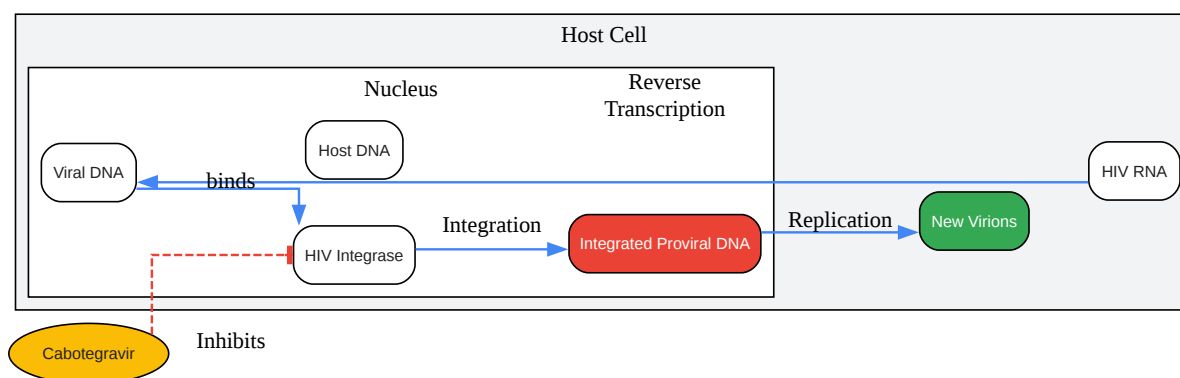 Host Cell
Nucleus
Reverse
Transcription
Host DNA
Viral DNA
binds
HIV RNA
HIV Integrase
Integration
Integrated Proviral DNA
Replication
New Virions
Inhibits
Cabotegravir